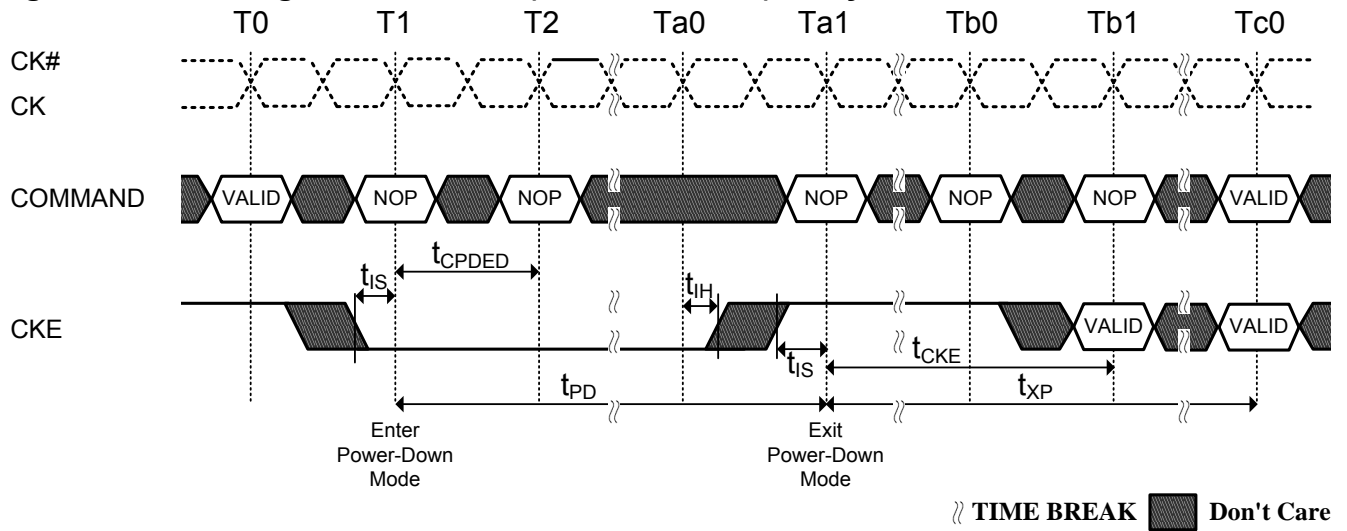 T0 T1 T2 Ta0 Ta1 Tb0 Tb1 Tc0
CK#
CK
COMMAND VALID NOP NOP NOP NOP NOP VALID
tCPDED
tIS
tIH
CKE VALID VALID
tIS
tCKE
tPD
tXP
Enter
Power-Down
Mode
Exit
Power-Down
Mode
TIME BREAK Don't Care